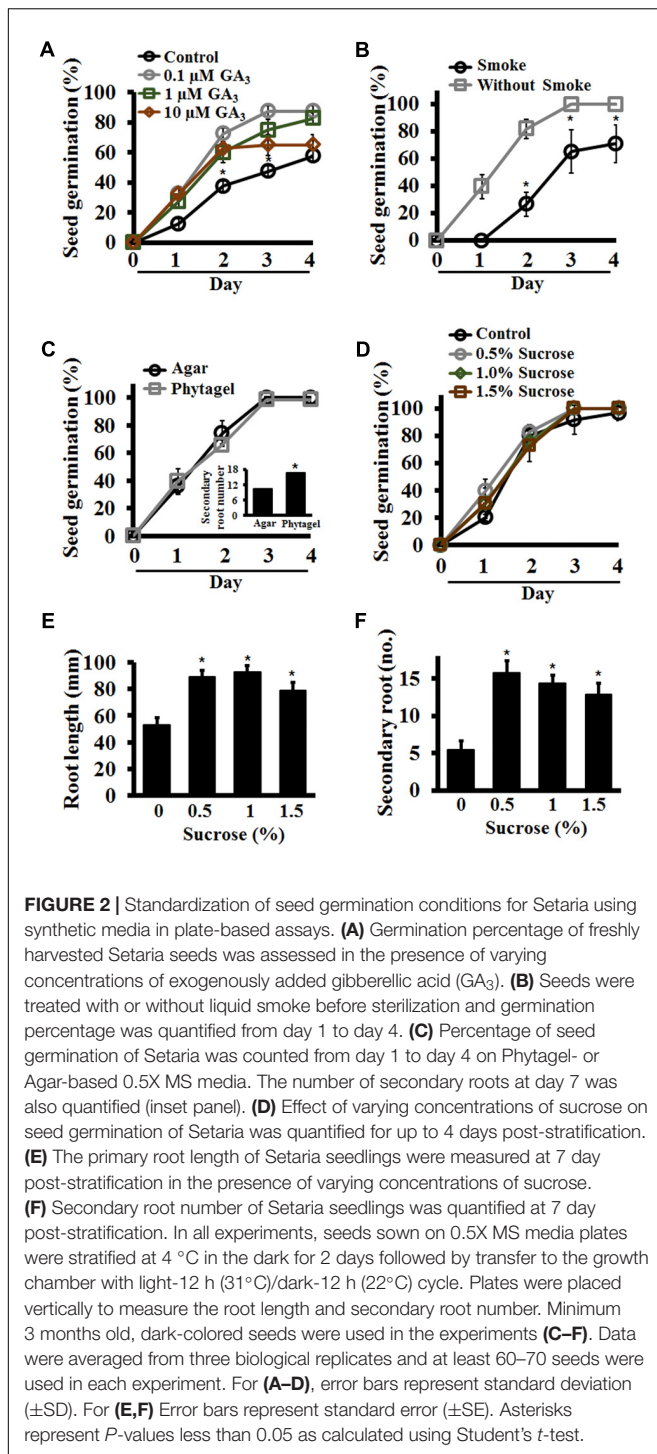 A
Control
0.1 µM GA3
1 µM GA3
10 µM GA3
Seed germination (%)
100
80
60
40
20
0
*
*
0 1 2 3 4
Day
B
Smoke
Without Smoke
Seed germination (%)
100
80
60
40
20
0
*
*
*
0 1 2 3 4
Day
C
Agar
Phytagel
Seed germination (%)
100
80
60
40
20
0
Secondary
root number
18
12
6
0
*
Agar Phytagel
0 1 2 3 4
Day
D
Control
0.5% Sucrose
1.0% Sucrose
1.5% Sucrose
Seed germination (%)
100
80
60
40
20
0
0 1 2 3 4
Day
E
Root length (mm)
100
80
60
40
20
0
* * *
0 0.5 1 1.5
Sucrose (%)
F
Secondary root (no.)
15
10
5
0
* * *
0 0.5 1 1.5
Sucrose (%)
FIGURE 2 | Standardization of seed germination conditions for Setaria using
synthetic media in plate-based assays. (A) Germination percentage of freshly
harvested Setaria seeds was assessed in the presence of varying
concentrations of exogenously added gibberellic acid (GA3). (B) Seeds were
treated with or without liquid smoke before sterilization and germination
percentage was quantified from day 1 to day 4. (C) Percentage of seed
germination of Setaria was counted from day 1 to day 4 on Phytagel- or
Agar-based 0.5X MS media. The number of secondary roots at day 7 was
also quantified (inset panel). (D) Effect of varying concentrations of sucrose on
seed germination of Setaria was quantified for up to 4 days post-stratification.
(E) The primary root length of Setaria seedlings were measured at 7 day
post-stratification in the presence of varying concentrations of sucrose.
(F) Secondary root number of Setaria seedlings was quantified at 7 day
post-stratification. In all experiments, seeds sown on 0.5X MS media plates
were stratified at 4 °C in the dark for 2 days followed by transfer to the growth
chamber with light-12 h (31°C)/dark-12 h (22°C) cycle. Plates were placed
vertically to measure the root length and secondary root number. Minimum
3 months old, dark-colored seeds were used in the experiments (C–F). Data
were averaged from three biological replicates and at least 60–70 seeds were
used in each experiment. For (A–D), error bars represent standard deviation
(±SD). For (E,F) Error bars represent standard error (±SE). Asterisks
represent P-values less than 0.05 as calculated using Student's t-test.